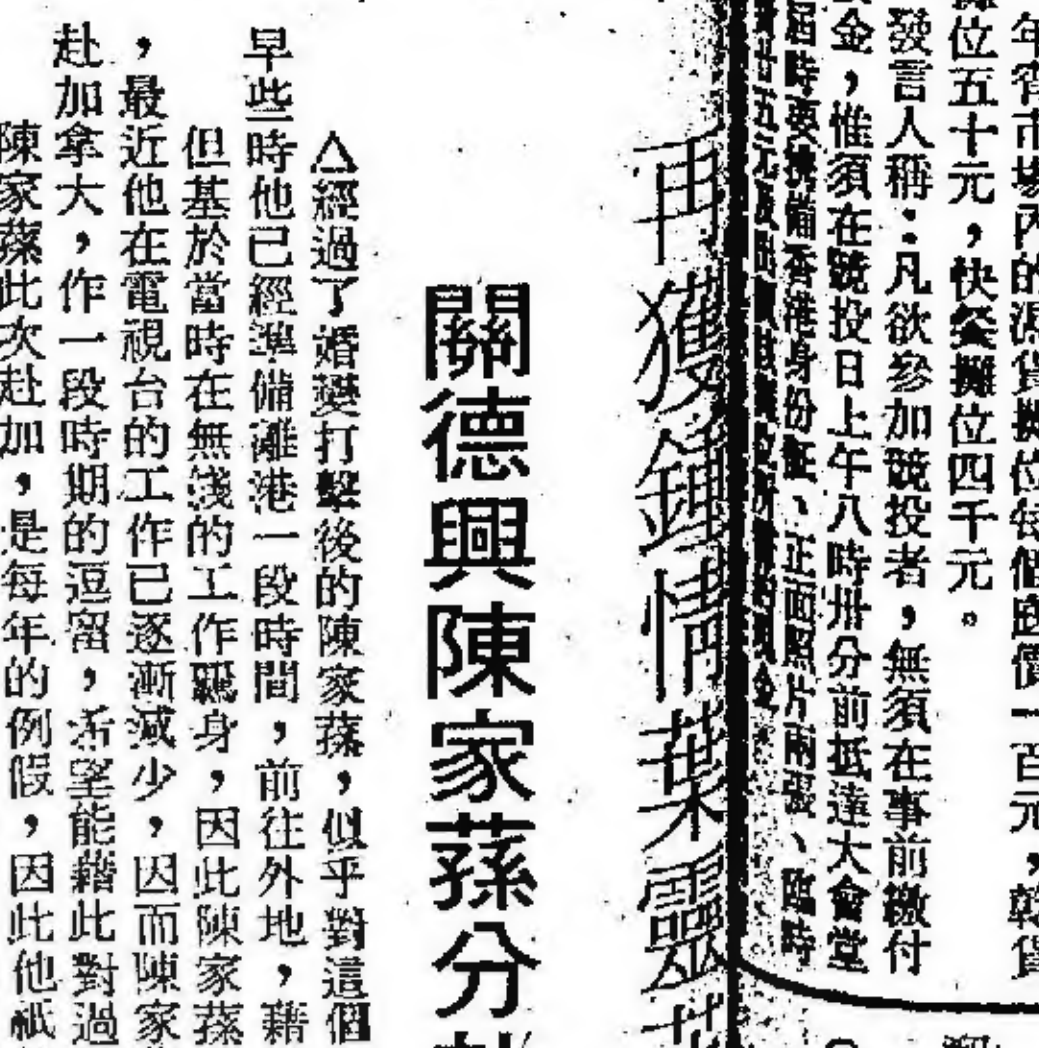 年宵市場內的濕貨攤位每個底價一百元，乾貨
攤位五十元，快餐攤位四千元。
發言人稱：凡欲參加競投者，無須在事前繳付
金，惟須在競投日上午八時卅分前抵達大會堂
屆時要攜備香港身份証、正面照片兩張、臨時
再獲鍾情葉靈
關德興陳家蓀分
△經過了婚變打擊後的陳家蓀，似乎對這個
早些時他已經準備離港一段時間，前往外地，藉
但基於當時在無綫的工作羈身，因此陳家蓀
，最近他在電視台的工作已逐漸減少，因而陳家
赴加拿大，作一段時期的逗留，希望能藉此對過
陳家蓀此次赴加，是每年的例假，因此他祇